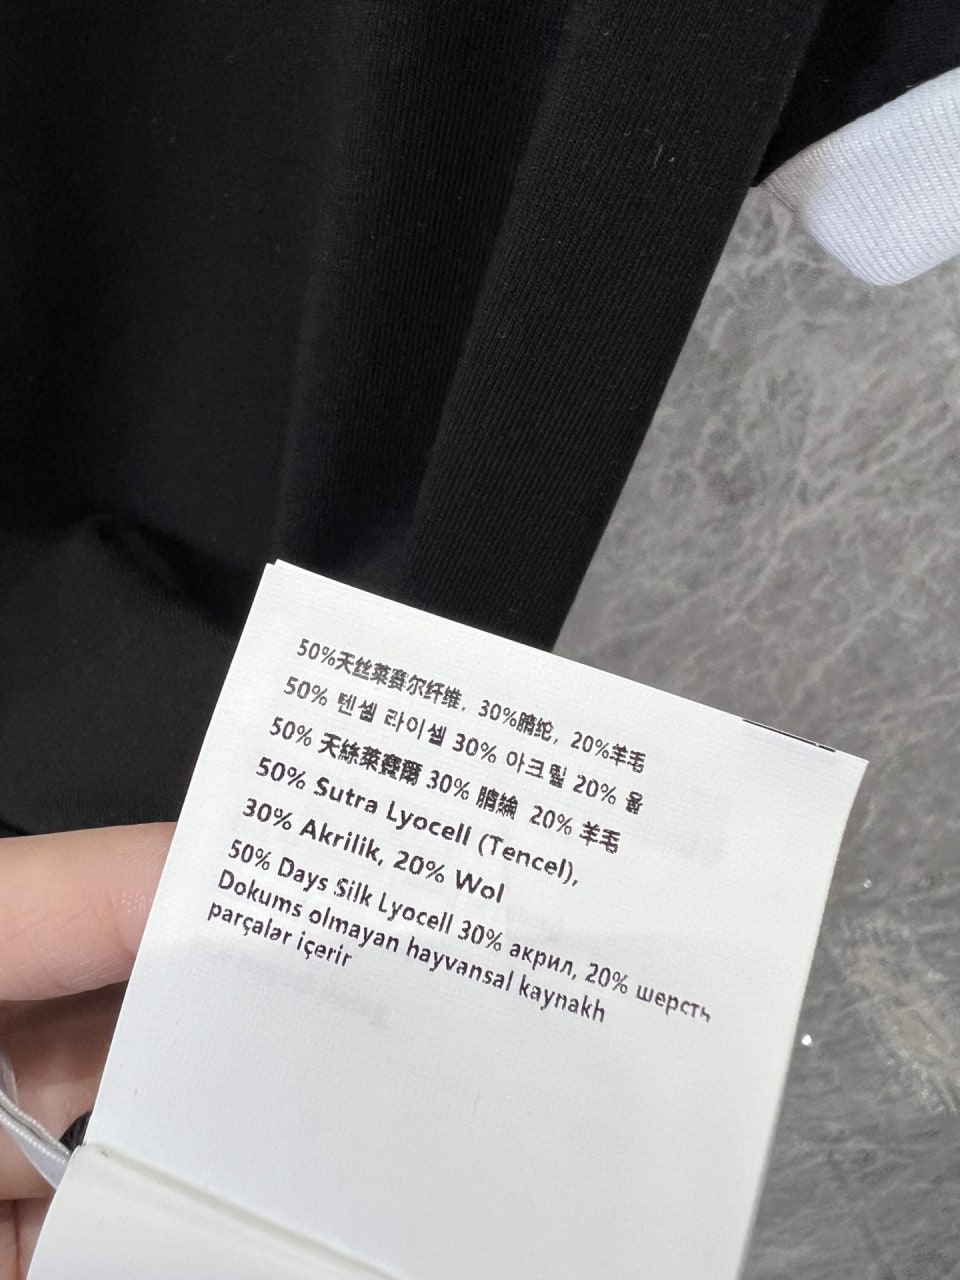 50%天丝莱赛尔纤维, 30%腈纶, 20%羊毛
50% 텐셀 라이셀 30% 아크릴 20% 울
50% 天絲萊賽爾 30% 腈綸 20% 羊毛
50% Sutra Lyocell (Tencel),
30% Akrilik, 20% Wol
50% Days Silk Lyocell 30% акрил, 20% шерсть
Dokums olmayan hayvansal kaynakh
parçalar içerir